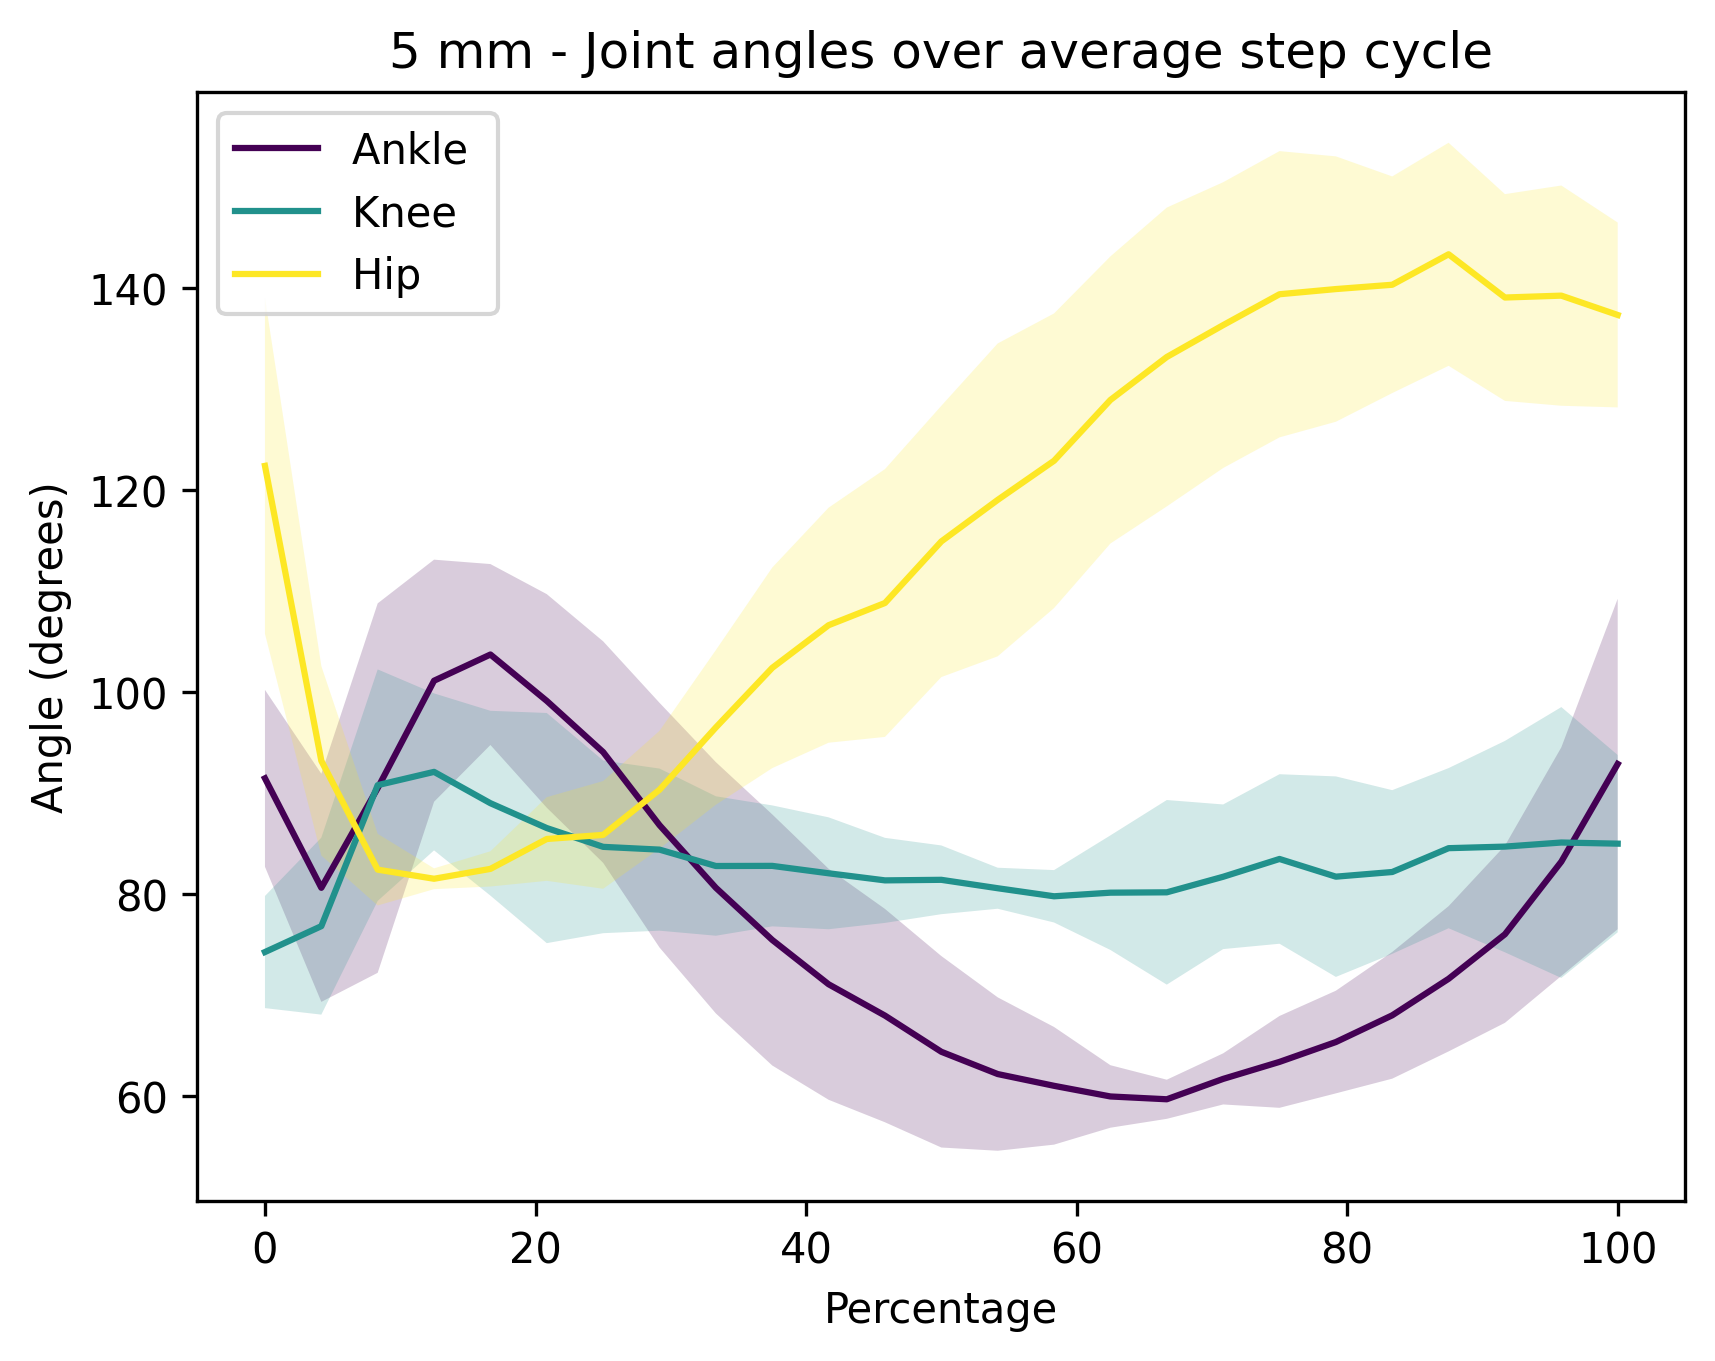 5 mm - Joint angles over average step cycle
Ankle
Knee
Hip
140
120
100
80
60
Angle (degrees)
0 20 40 60 80 100
Percentage